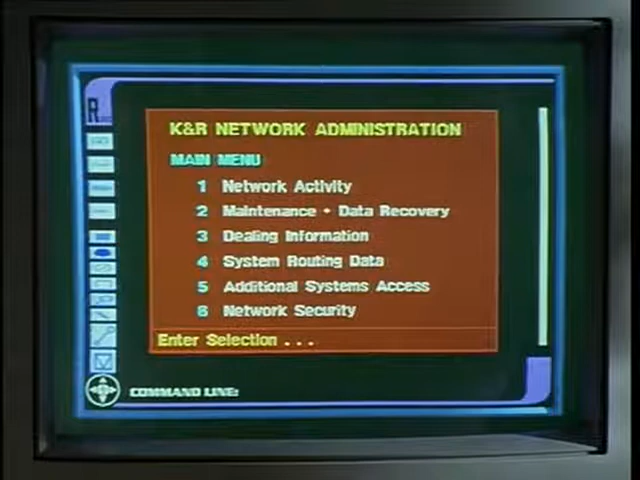 R
K&R NETWORK ADMINISTRATION
MAIN MENU
1 Network Activity
2 Maintenance + Data Recovery
3 Dealing Information
4 System Routing Data
5 Additional Systems Access
6 Network Security
Enter Selection . . .
COMMAND LINE: